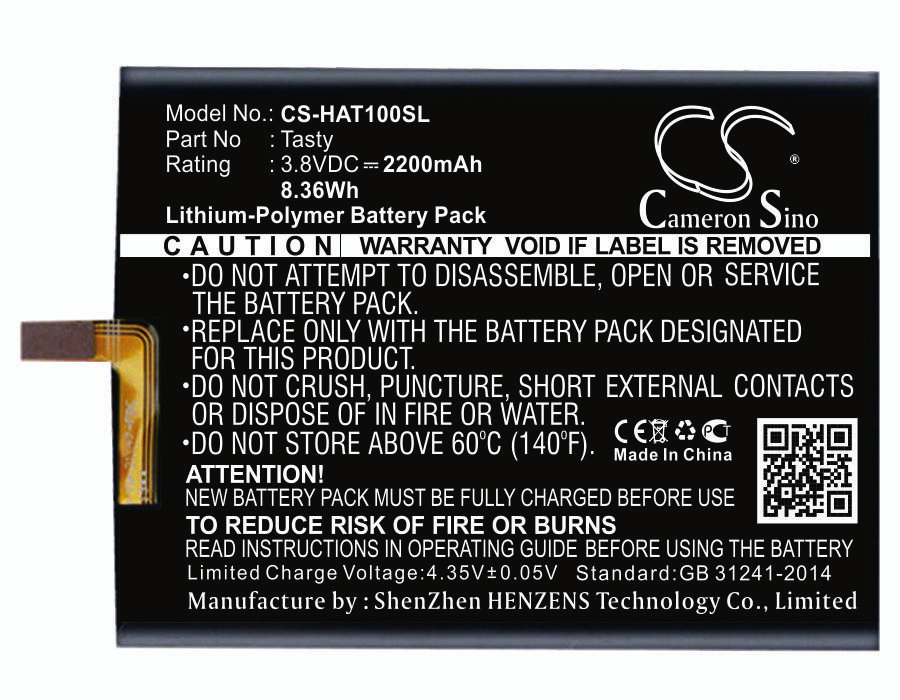 Model No.: CS-HAT100SL
Part No : Tasty
Rating : 3.8VDC⎓2200mAh
8.36Wh
Lithium-Polymer Battery Pack
CS®
Cameron Sino
CAUTION WARRANTY VOID IF LABEL IS REMOVED
•DO NOT ATTEMPT TO DISASSEMBLE, OPEN OR SERVICE
THE BATTERY PACK.
•REPLACE ONLY WITH THE BATTERY PACK DESIGNATED
FOR THIS PRODUCT.
•DO NOT CRUSH, PUNCTURE, SHORT EXTERNAL CONTACTS
OR DISPOSE OF IN FIRE OR WATER.
•DO NOT STORE ABOVE 60°C (140°F).
CE PCT
Made In China
ATTENTION!
NEW BATTERY PACK MUST BE FULLY CHARGED BEFORE USE
TO REDUCE RISK OF FIRE OR BURNS
READ INSTRUCTIONS IN OPERATING GUIDE BEFORE USING THE BATTERY
Limited Charge Voltage:4.35V±0.05V Standard:GB 31241-2014
Manufacture by : ShenZhen HENZENS Technology Co., Limited